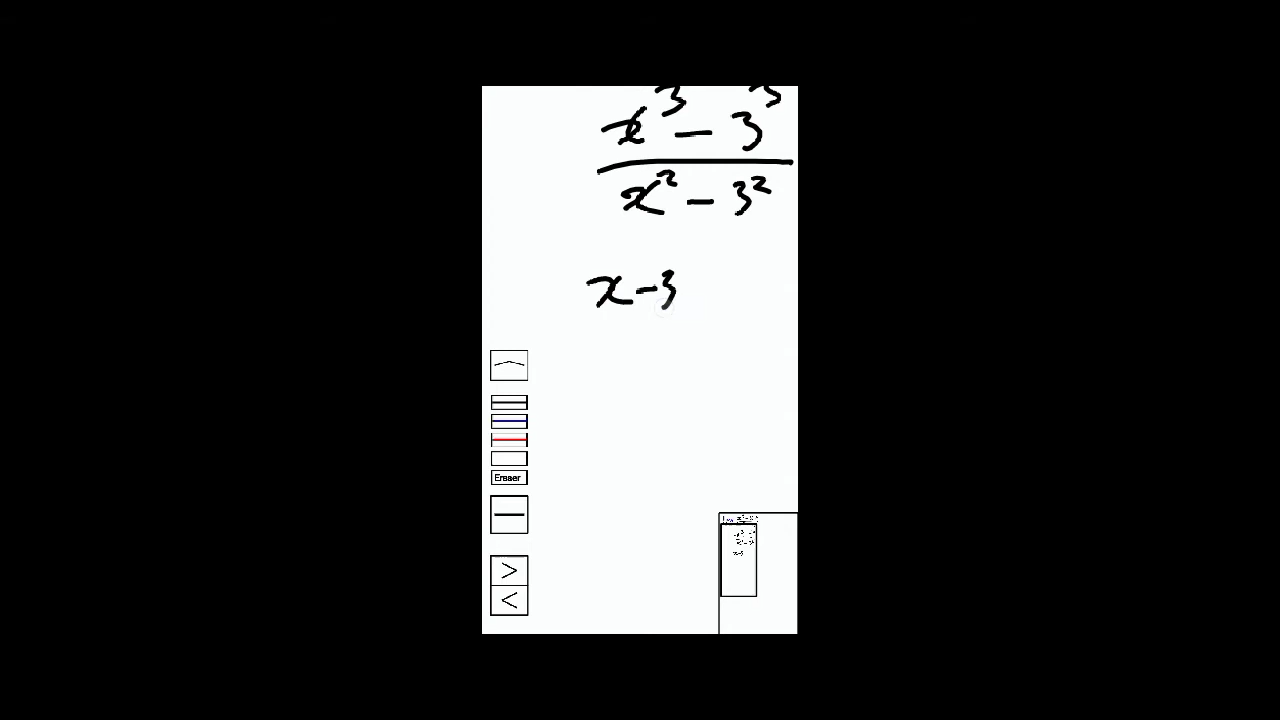 x³ - 3³
x² - 3²
x - 3
Eraser
>
<